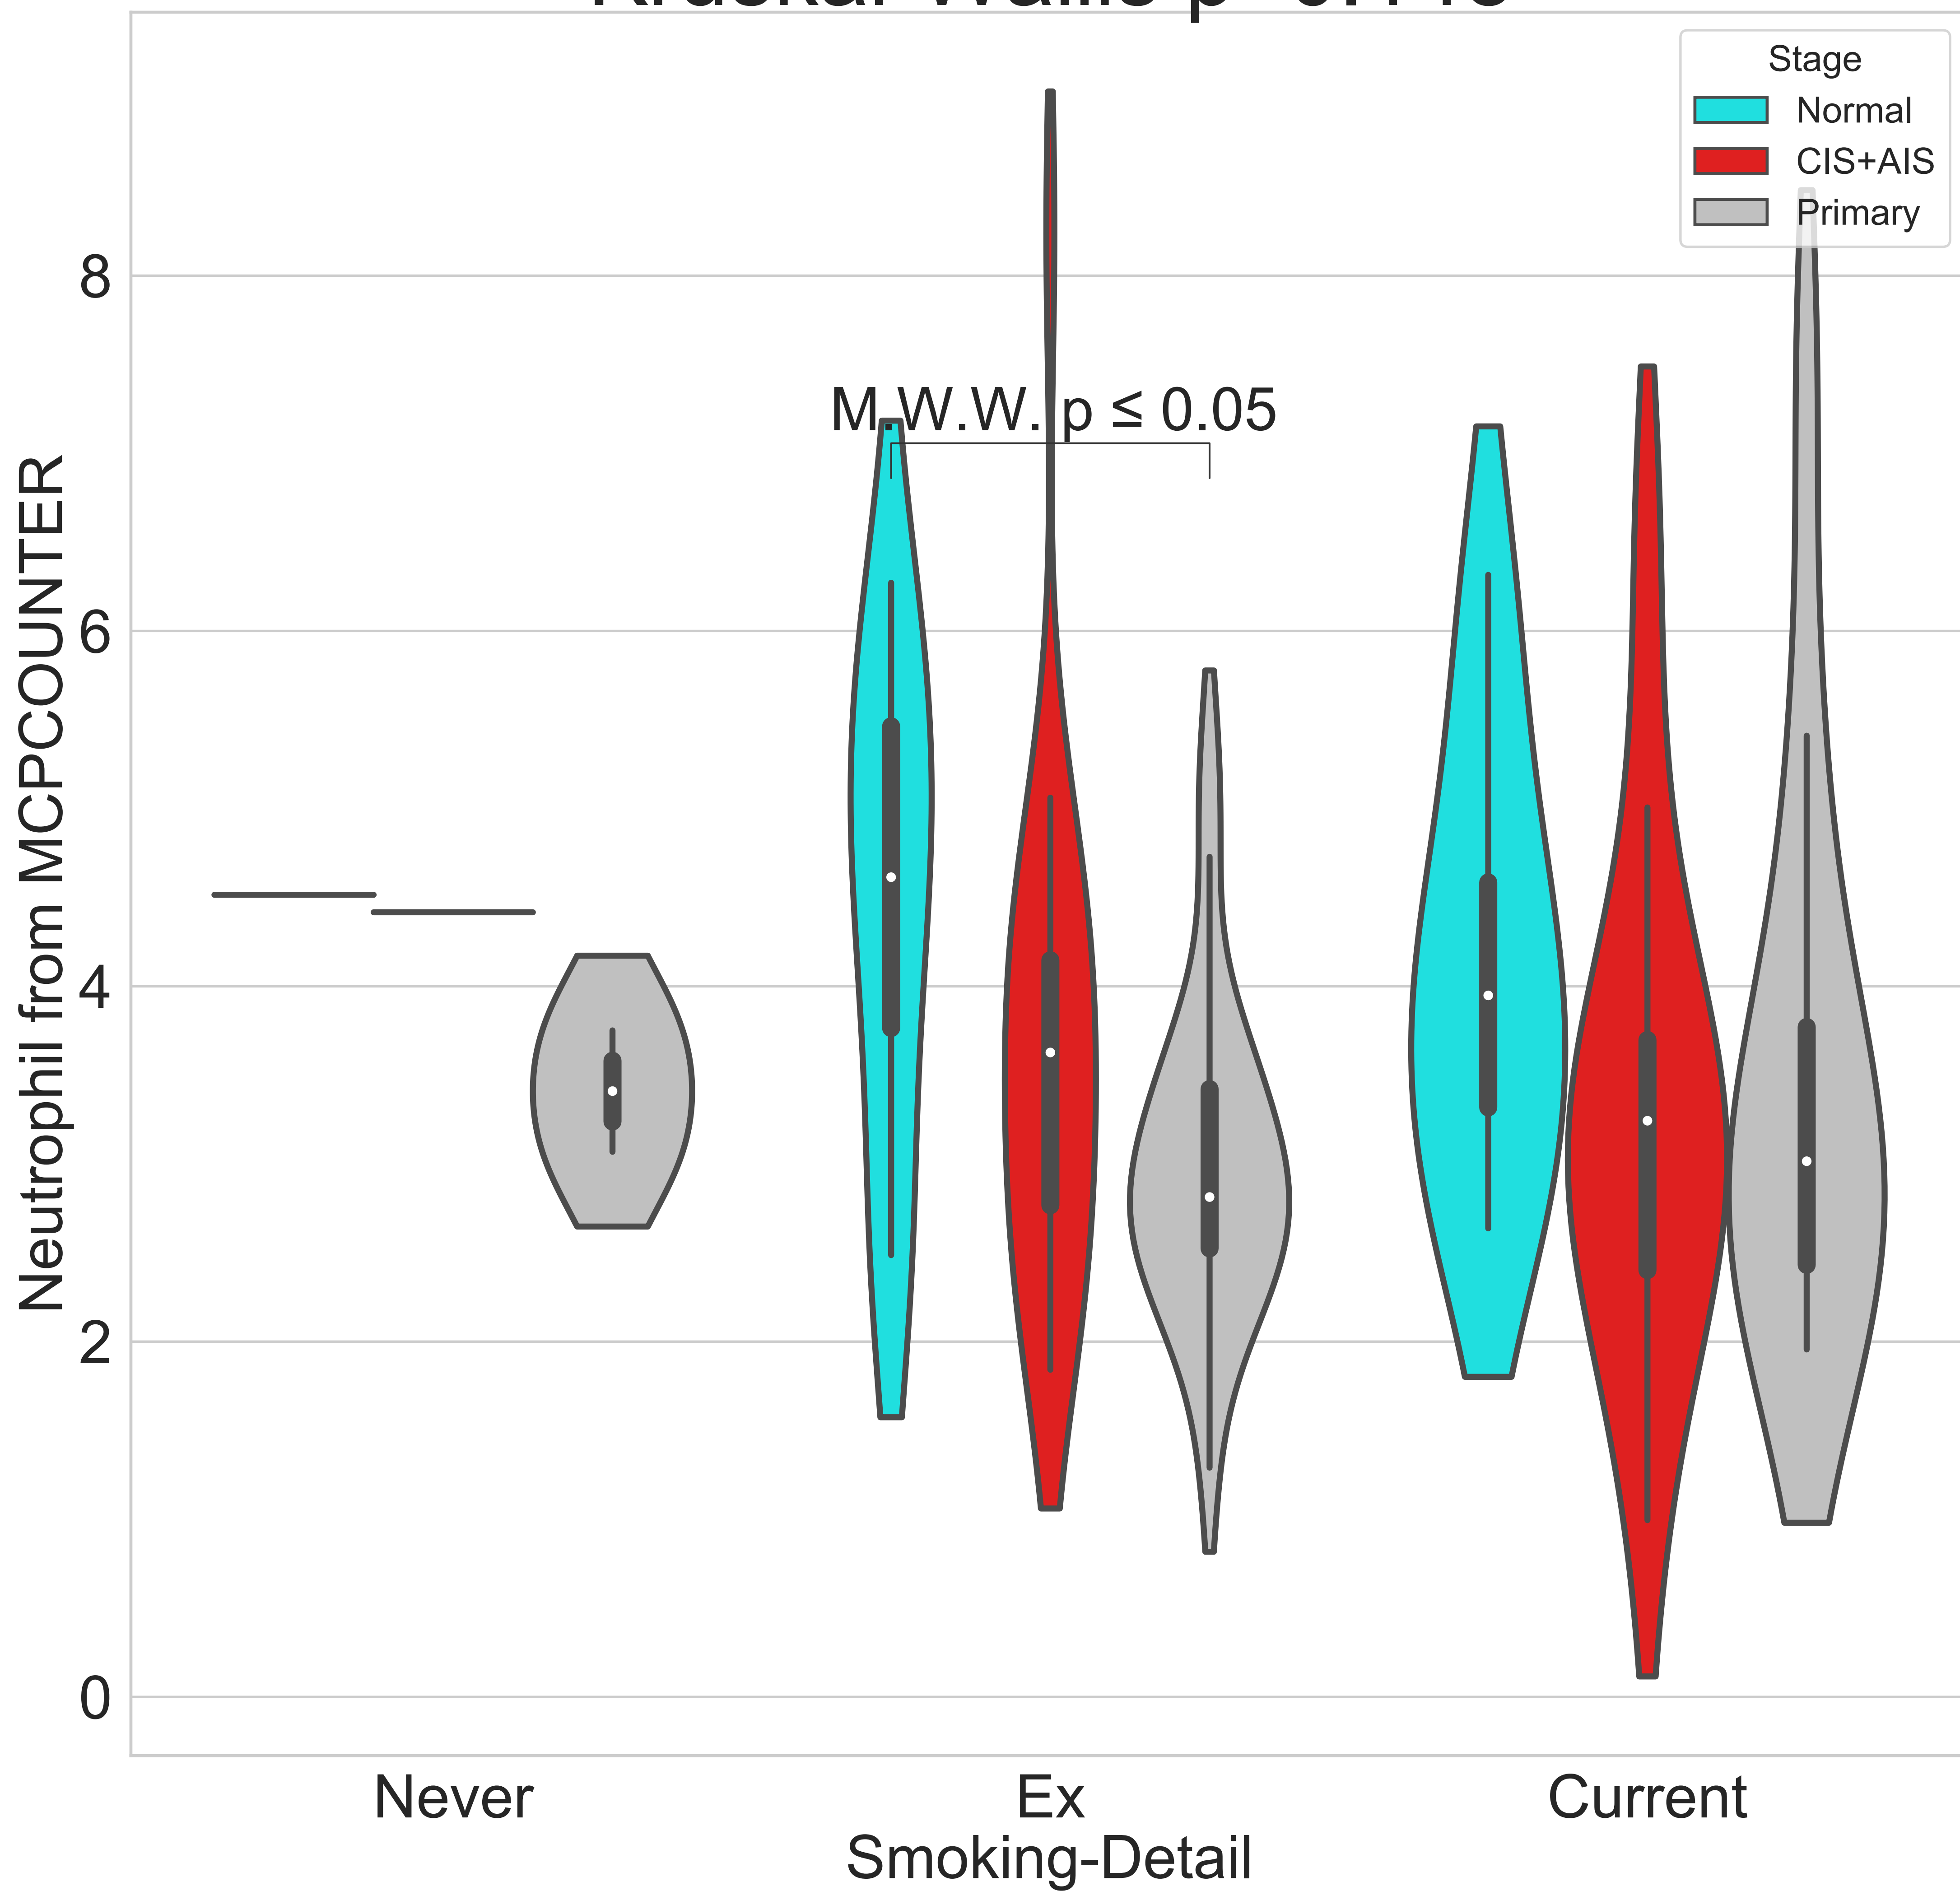 Stage
Normal
CIS+AIS
Primary
8
6
4
2
0
M.W.W. p ≤ 0.05
Neutrophil from MCPCOUNTER
Never
Ex
Current
Smoking-Detail